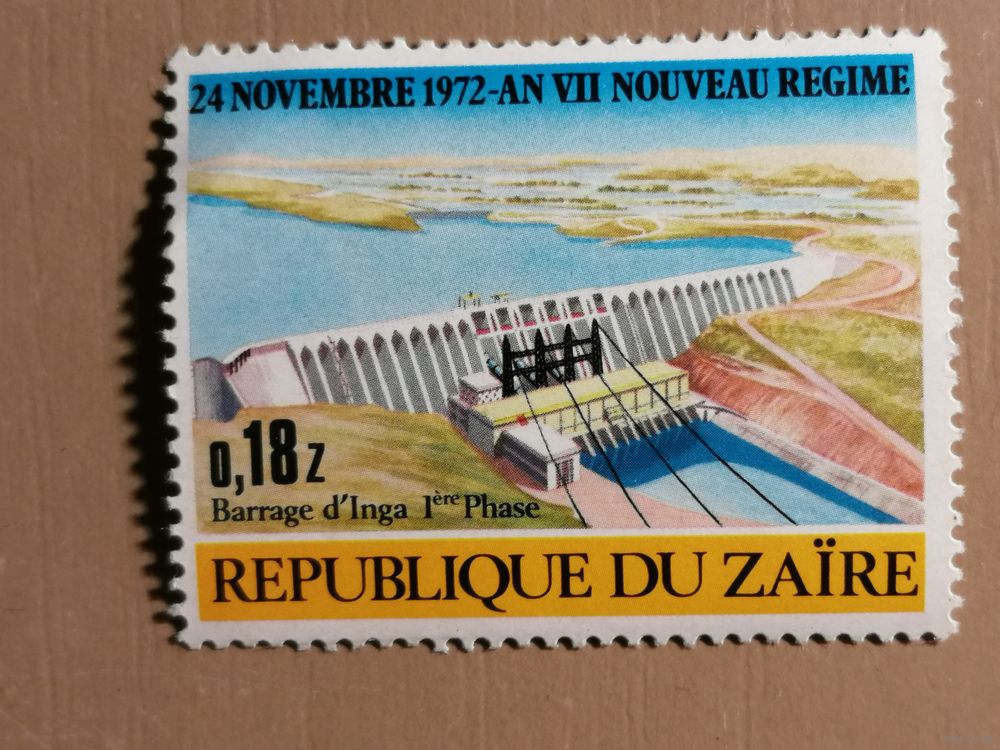 24 NOVEMBRE 1972-AN VII NOUVEAU REGIME
0,18 Z
Barrage d'Inga 1ère Phase
REPUBLIQUE DU ZAÏRE